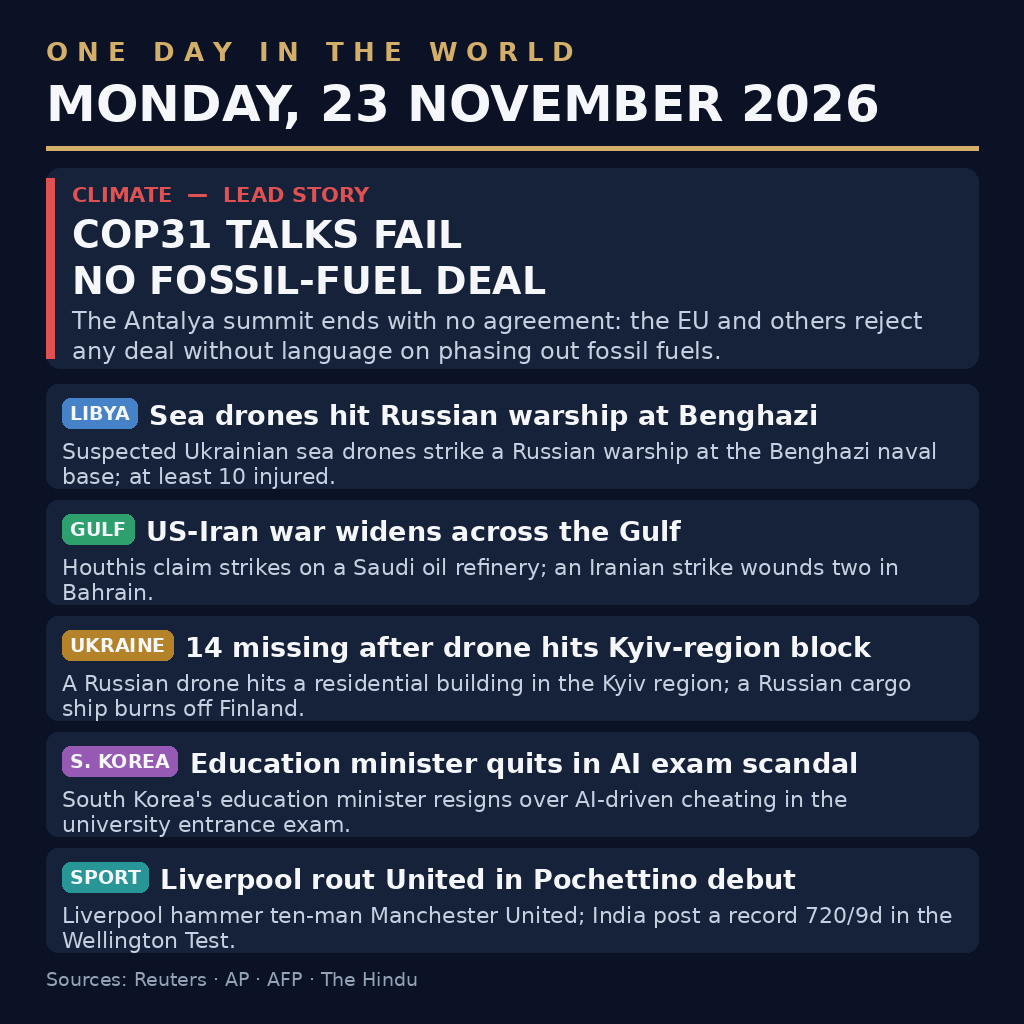 ONE DAY IN THE WORLD
MONDAY, 23 NOVEMBER 2026
CLIMATE — LEAD STORY
COP31 TALKS FAIL
NO FOSSIL-FUEL DEAL
The Antalya summit ends with no agreement: the EU and others reject
any deal without language on phasing out fossil fuels.
LIBYA Sea drones hit Russian warship at Benghazi
Suspected Ukrainian sea drones strike a Russian warship at the Benghazi naval
base; at least 10 injured.
GULF US-Iran war widens across the Gulf
Houthis claim strikes on a Saudi oil refinery; an Iranian strike wounds two in
Bahrain.
UKRAINE 14 missing after drone hits Kyiv-region block
A Russian drone hits a residential building in the Kyiv region; a Russian cargo
ship burns off Finland.
S. KOREA Education minister quits in AI exam scandal
South Korea's education minister resigns over AI-driven cheating in the
university entrance exam.
SPORT Liverpool rout United in Pochettino debut
Liverpool hammer ten-man Manchester United; India post a record 720/9d in the
Wellington Test.
Sources: Reuters · AP · AFP · The Hindu